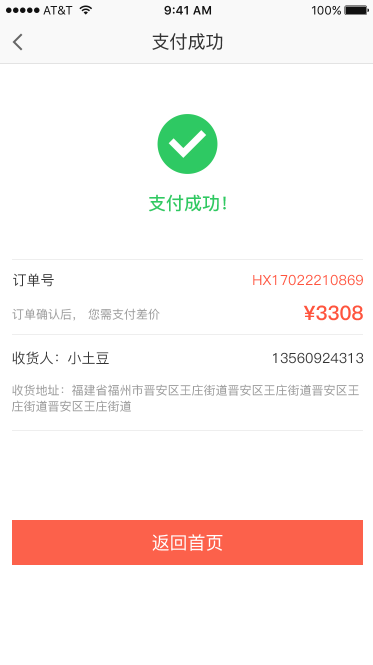 AT&T 9:41 AM 100%
支付成功
支付成功！
订单号 HX17022210869
订单确认后， 您需支付差价 ¥3308
收货人：小土豆 13560924313
收货地址：福建省福州市晋安区王庄街道晋安区王庄街道晋安区王
庄街道晋安区王庄街道
返回首页